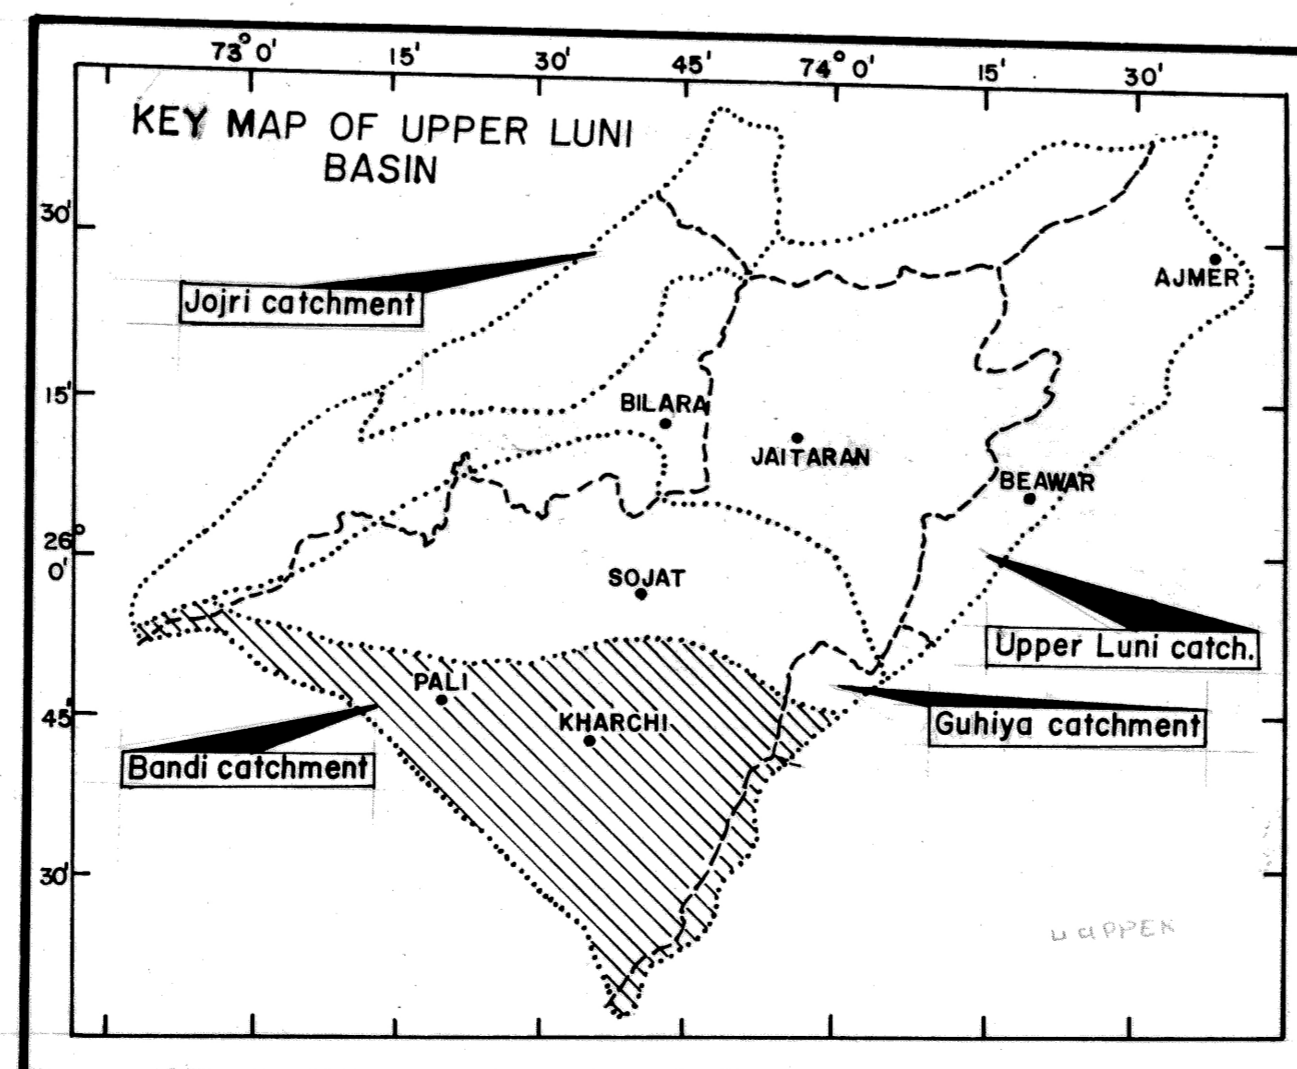 73° 0' 15' 30' 45' 74° 0' 15' 30'
KEY MAP OF UPPER LUNI
BASIN
30'
AJMER
Jojri catchment
15'
BILARA
JAITARAN
BEAWAR
26°
0'
SOJAT
Upper Luni catch.
PALI
45'
KHARCHI
Guhiya catchment
Bandi catchment
30'